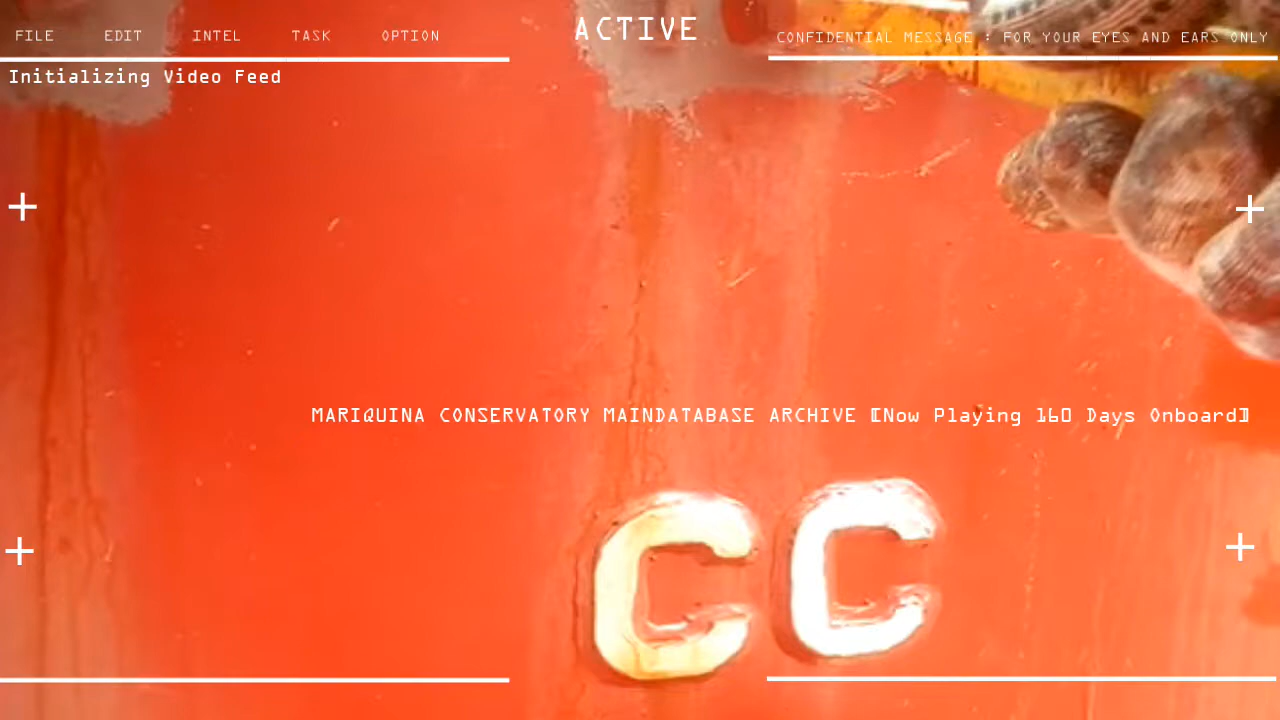 FILE EDIT INTEL TASK OPTION
ACTIVE
CONFIDENTIAL MESSAGE : FOR YOUR EYES AND EARS ONLY
Initializing Video Feed
MARIQUINA CONSERVATORY MAINDATABASE ARCHIVE [Now Playing 160 Days Onboard]
CC